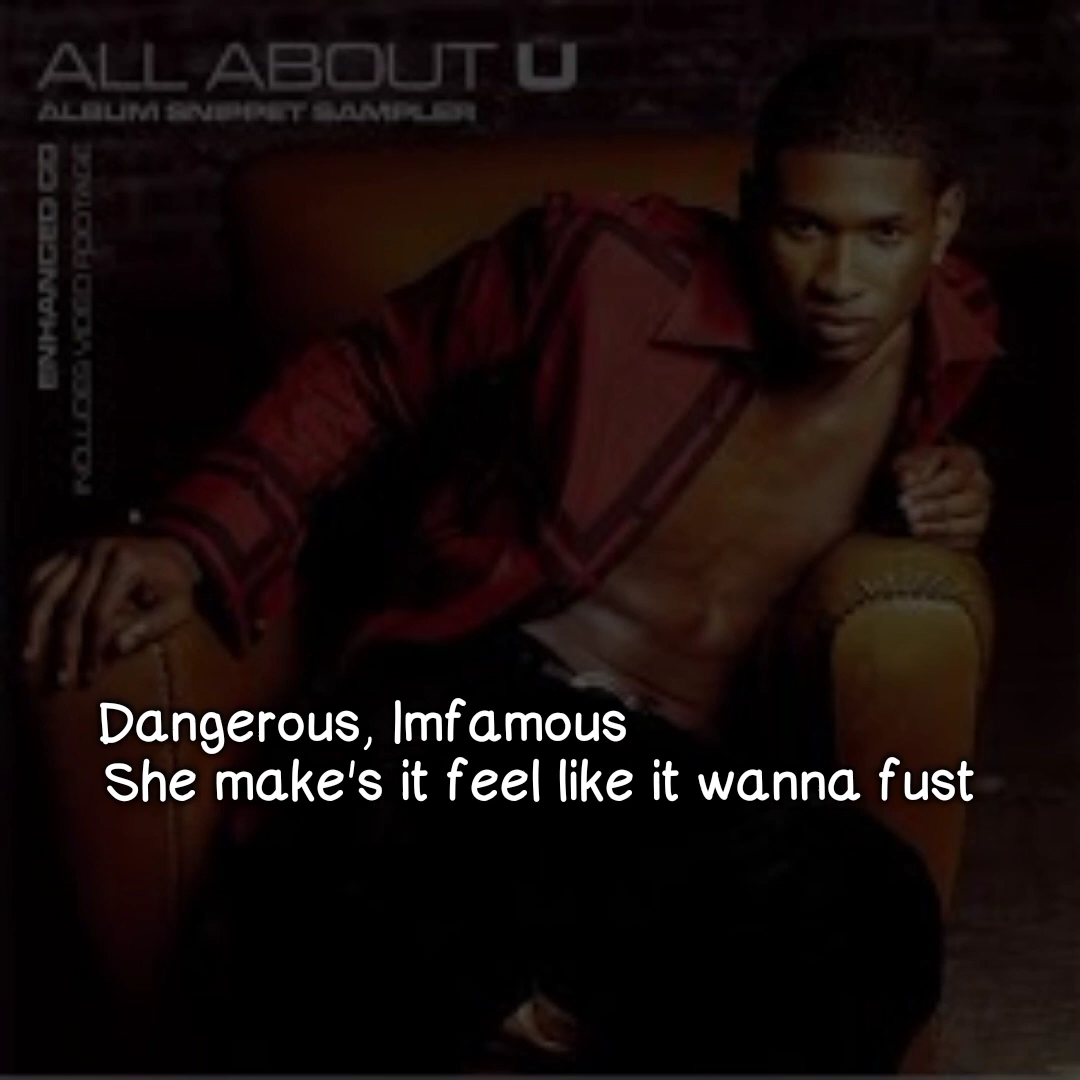 ALL ABOUT U
ALBUM SNIPPET SAMPLER
ENHANCED CD
INCLUDES VIDEO FOOTAGE
Dangerous, Imfamous
She make's it feel like it wanna fust